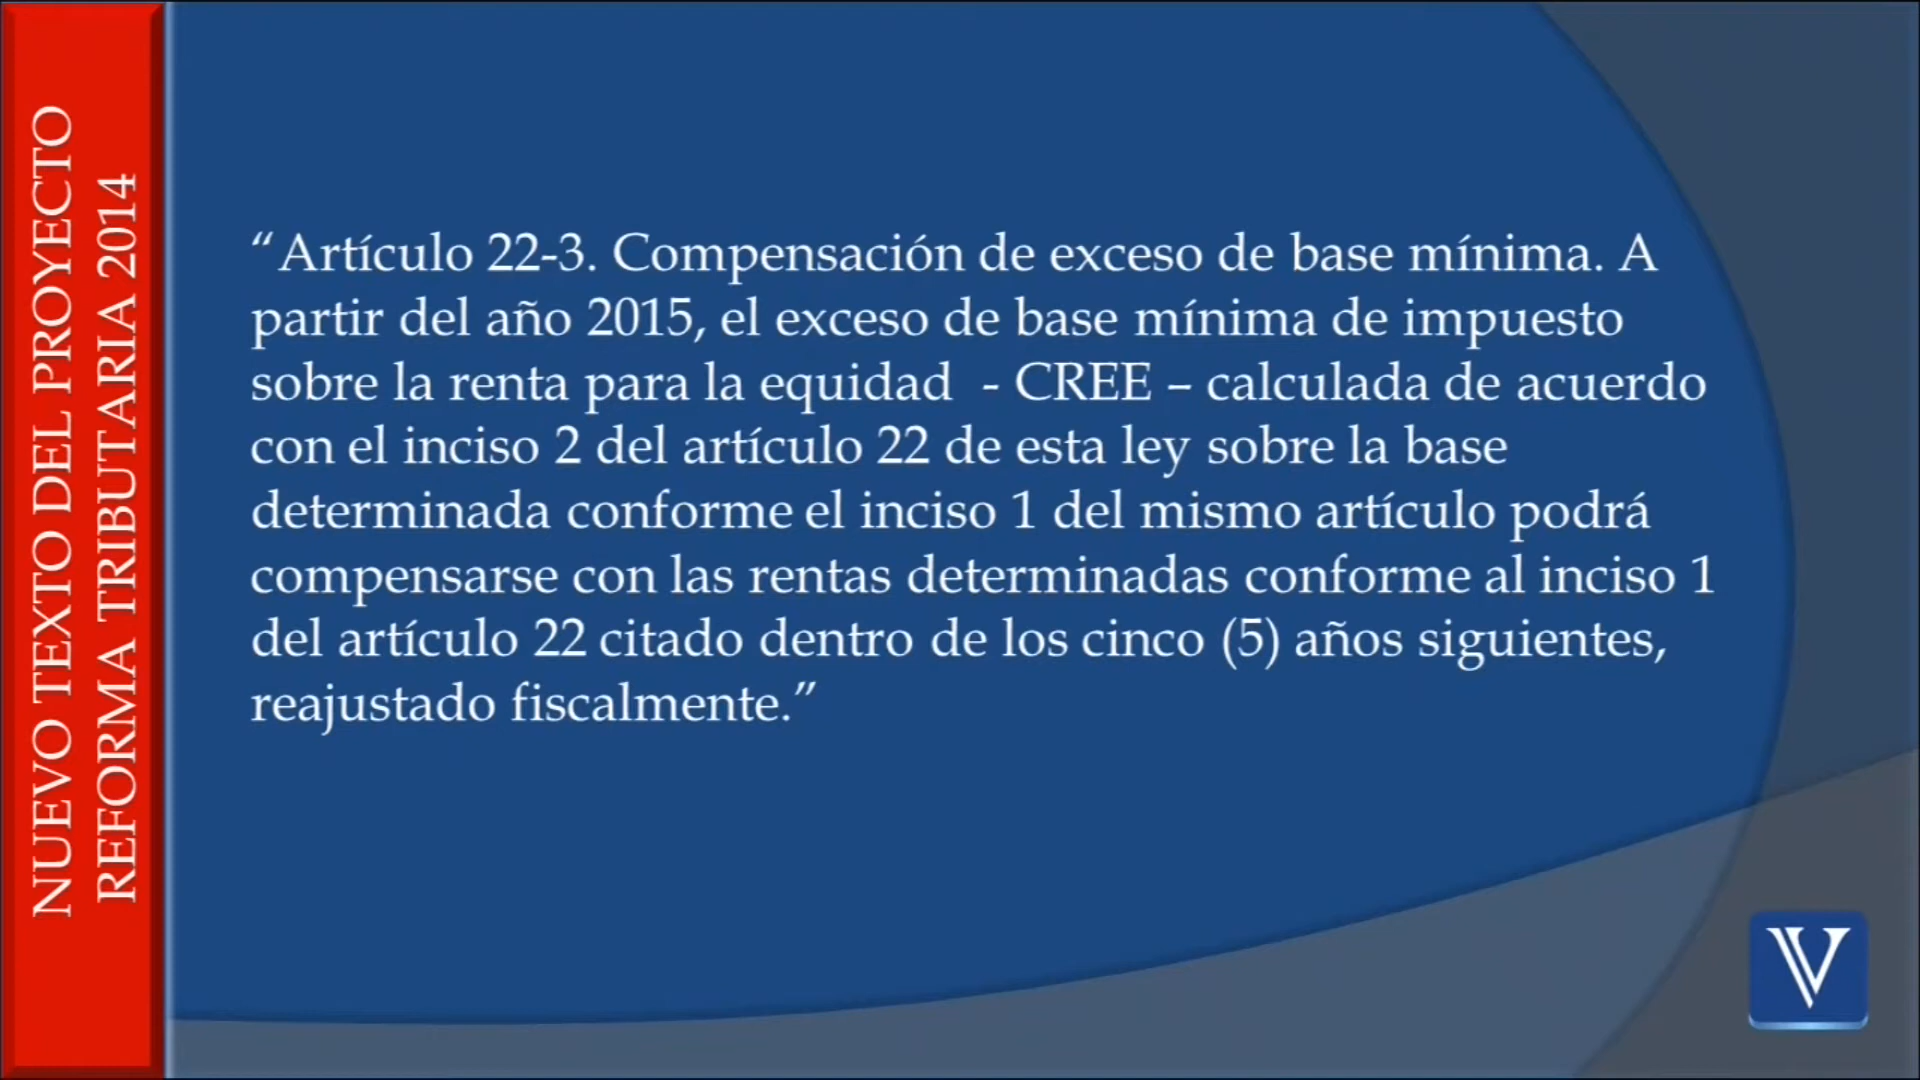 NUEVO TEXTO DEL PROYECTO
REFORMA TRIBUTARIA 2014
“Artículo 22-3. Compensación de exceso de base mínima. A
partir del año 2015, el exceso de base mínima de impuesto
sobre la renta para la equidad  - CREE – calculada de acuerdo
con el inciso 2 del artículo 22 de esta ley sobre la base
determinada conforme el inciso 1 del mismo artículo podrá
compensarse con las rentas determinadas conforme al inciso 1
del artículo 22 citado dentro de los cinco (5) años siguientes,
reajustado fiscalmente.”
V